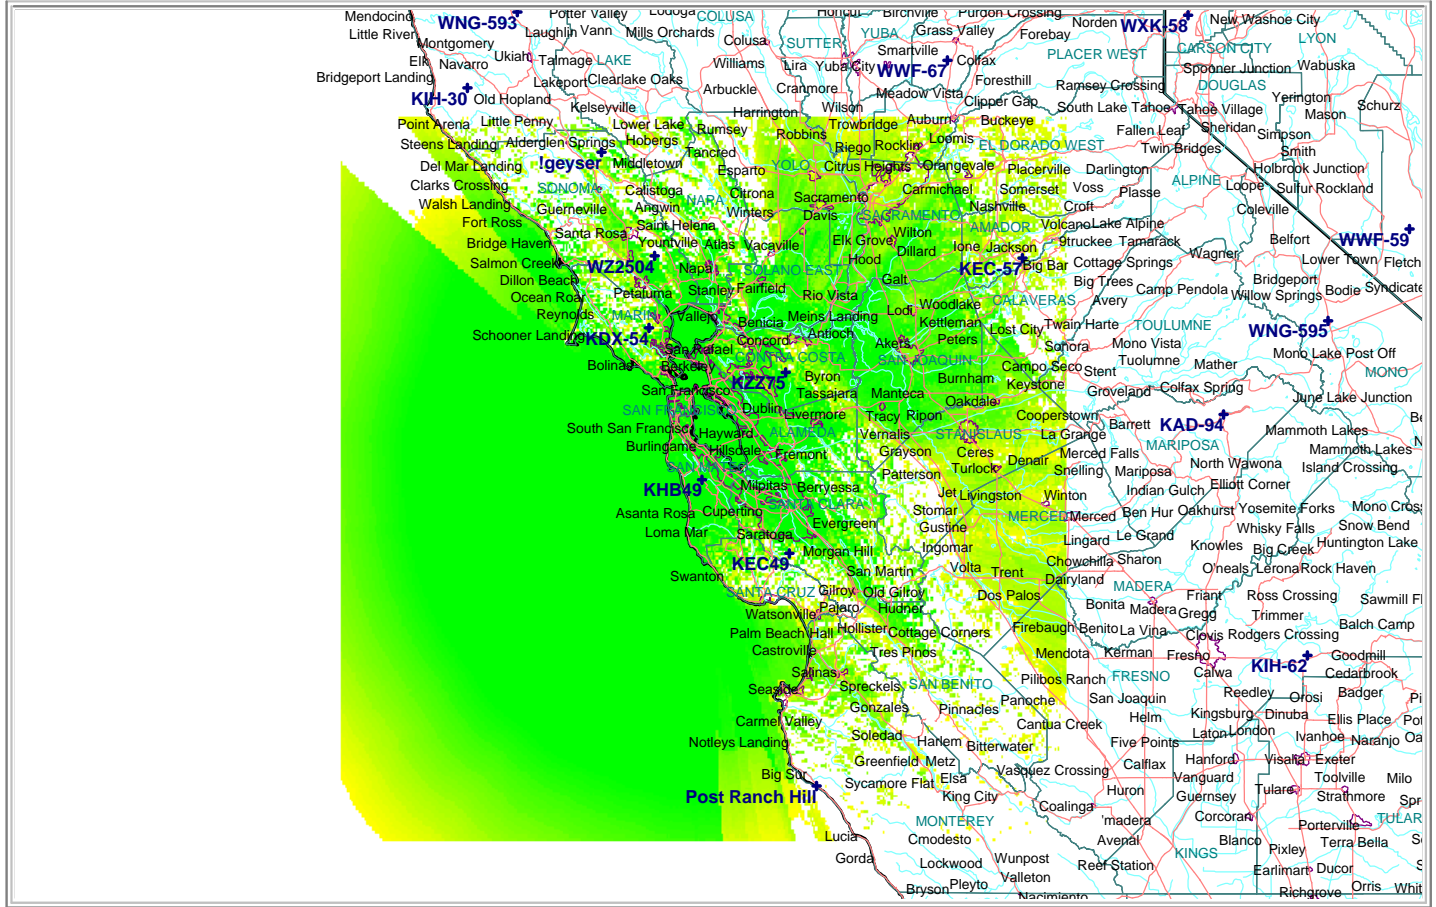 Mendocino
WNG-593
Potter Valley
Lodoga
COLUSA
Honcut
Birchville
Purdon Crossing
Norden
WXK-58
New Washoe City
LYON
Little River
Laughlin
Vann
Mills Orchards
Colusa
SUTTER
YUBA
Grass Valley
Forebay
PLACER WEST
CARSON CITY
Montgomery
Ukiah
Talmage
LAKE
Williams
Lira
Yuba City
Smartville
WWF-67
Colfax
Spooner Junction
Wabuska
Elk
Navarro
Bridgeport Landing
Lakeport
Clearlake Oaks
Arbuckle
Cranmore
Meadow Vista
Foresthill
Ramsey Crossing
DOUGLAS
Yerington
KIH-30
Old Hopland
Kelseyville
Harrington
Wilson
Clipper Gap
South Lake Tahoe
Tahoe Village
Mason
Schurz
Point Arena
Little Penny
Lower Lake
Rumsey
Robbins
Trowbridge
Auburn
Buckeye
Fallen Leaf
Sheridan
Simpson
Steens Landing
Alderglen Springs
Hobergs
Tancred
Riego
Rocklin
Loomis
EL DORADO WEST
Twin Bridges
Smith
Del Mar Landing
!geyser
Middletown
Esparto
YOLO
Citrus Heights
Orangevale
Placerville
Darlington
Holbrook Junction
Clarks Crossing
SONOMA
Calistoga
Citrona
Sacramento
Carmichael
Somerset
Voss
Plasse
ALPINE
Loope
Sulfur
Rockland
Walsh Landing
Guerneville
Angwin
NAPA
Winters
Davis
SACRAMENTO
Nashville
Croft
Coleville
Fort Ross
Santa Rosa
Saint Helena
Wilton
AMADOR
Volcano
Lake Alpine
Bridge Haven
Yountville
Atlas
Vacaville
Elk Grove
Dillard
Ione
Jackson
9truckee
Tamarack
Belfort
WWF-59
Salmon Creek
WZ2504
Napa
SOLANO EAST
Hood
KEC-57
Big Bar
Cottage Springs
Wagner
Lower Town
Fletch
Dillon Beach
Petaluma
Stanley
Fairfield
Galt
Big Trees
Camp Pendola
Bridgeport
Ocean Roar
Rio Vista
Woodlake
CALAVERAS
Avery
Willow Springs
Bodie
Syndicate
Reynolds
MARIN
Vallejo
Benicia
Meins Landing
Lodi
Kettleman
Lost City
Twain Harte
TOULUMNE
WNG-595
Schooner Landing
KDX-54
Concord
Antioch
Akers
Peters
Sonora
Mono Vista
Mono Lake Post Off
San Rafael
CONTRA COSTA
SAN JOAQUIN
Tuolumne
Bolinas
Berkeley
KZZ75
Byron
Burnham
Campo Seco
Stent
Mather
MONO
San Francisco
Tassajara
Manteca
Keystone
Groveland
Colfax Spring
June Lake Junction
SAN FRANCISCO
Dublin
Livermore
Tracy
Ripon
Oakdale
Cooperstown
Barrett
KAD-94
Be
South San Francisc
Hayward
ALAMEDA
Vernalis
STANISLAUS
La Grange
Mammoth Lakes
Burlingame
Hillsdale
Fremont
Grayson
Ceres
Merced Falls
MARIPOSA
Mammoth Lakes
N
SAN MATEO
Turlock
Denair
Snelling
Mariposa
North Wawona
Island Crossing
KHB49
Milpitas
Berryessa
Patterson
Jet
Livingston
Winton
Indian Gulch
Elliott Corner
Asanta Rosa
Cupertino
SANTA CLARA
Stomar
MERCED
Merced
Ben Hur
Oakhurst
Yosemite Forks
Mono Cross
Loma Mar
Saratoga
Evergreen
Gustine
Lingard
Le Grand
Whisky Falls
Snow Bend
KEC49
Morgan Hill
Ingomar
Chowchilla
Sharon
Knowles
Big Creek
Huntington Lake
Swanton
San Martin
Volta
Trent
Dairyland
O'neals
Lerona
Rock Haven
SANTA CRUZ
Gilroy
Old Gilroy
Dos Palos
MADERA
Friant
Ross Crossing
Sawmill Fl
Watsonville
Pajaro
Hudner
Bonita
Madera
Gregg
Trimmer
Palm Beach
Hall
Hollister
Cottage Corners
Firebaugh
Benito
La Vina
Clovis
Rodgers Crossing
Balch Camp
Castroville
Tres Pinos
Mendota
Kerman
Fresno
KIH-62
Goodmill
Salinas
Calwa
Cedarbrook
Seaside
Spreckels
SAN BENITO
Pilibos Ranch
FRESNO
Reedley
Orosi
Badger
Carmel Valley
Gonzales
Pinnacles
Panoche
San Joaquin
Kingsburg
Dinuba
Ellis Place
Pi
Notleys Landing
Soledad
Harlem
Bitterwater
Cantua Creek
Helm
Laton
London
Ivanhoe
Naranjo
Pof
Oa
Greenfield
Metz
Five Points
Hanford
Visalia
Exeter
Big Sur
Sycamore Flat
Elsa
Vasquez Crossing
Calflax
Vanguard
Toolville
Milo
Post Ranch Hill
King City
Coalinga
Huron
Guernsey
Tulare
Strathmore
Spr
Lucia
MONTEREY
'madera
Corcoran
Porterville
TULAR
Gorda
Cmodesto
Avenal
Blanco
Terra Bella
S
Lockwood
Wunpost
Reef Station
KINGS
Pixley
Earlimart
Ducor
S
Bryson
Pleyto
Valleton
Nacimiento
Richgrove
Orris
Whit